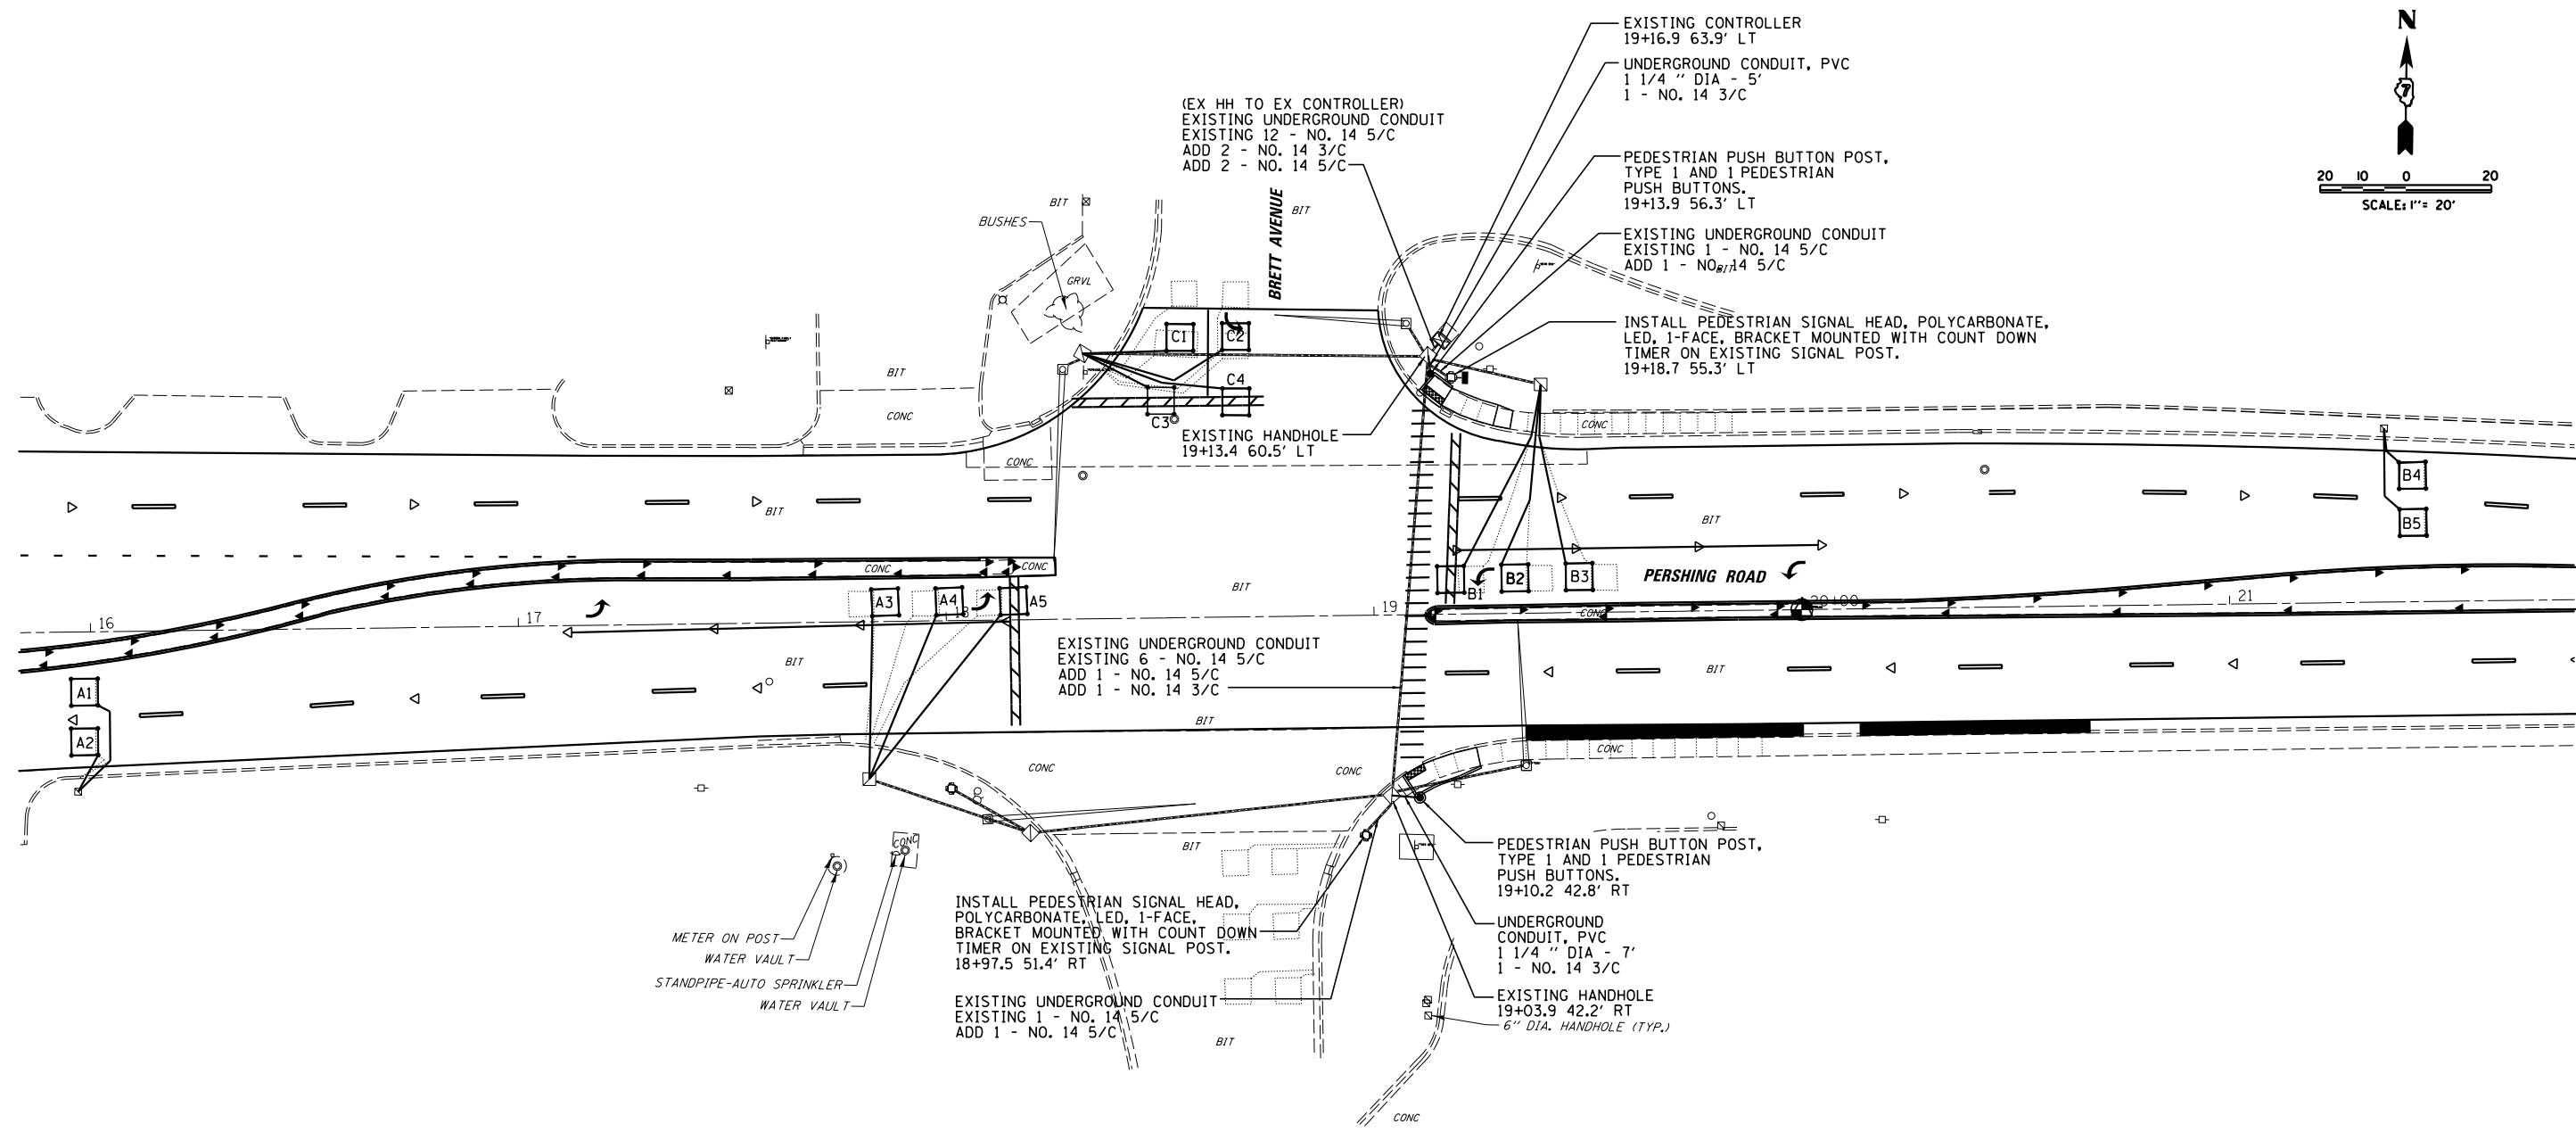 EXISTING CONTROLLER
19+16.9 63.9' LT
UNDERGROUND CONDUIT, PVC
1 1/4 " DIA - 5'
1 - NO. 14 3/C
N
7
20 10 0 20
SCALE: 1"= 20'
(EX HH TO EX CONTROLLER)
EXISTING UNDERGROUND CONDUIT
EXISTING 12 - NO. 14 5/C
ADD 2 - NO. 14 3/C
ADD 2 - NO. 14 5/C
PEDESTRIAN PUSH BUTTON POST,
TYPE 1 AND 1 PEDESTRIAN
PUSH BUTTONS.
19+13.9 56.3' LT
EXISTING UNDERGROUND CONDUIT
EXISTING 1 - NO. 14 5/C
ADD 1 - NO. 14 5/C
BIT
INSTALL PEDESTRIAN SIGNAL HEAD, POLYCARBONATE,
LED, 1-FACE, BRACKET MOUNTED WITH COUNT DOWN
TIMER ON EXISTING SIGNAL POST.
19+18.7 55.3' LT
BIT
BUSHES
GRVL
BRETT AVENUE
BIT
C1
C2
C4
C3
BIT
CONC
CONC
EXISTING HANDHOLE
19+13.4 60.5' LT
CONC
BIT
BIT
B4
B5
CONC
CONC
BIT
A3
A4
A5
B1
B2
B3
PERSHING ROAD
16
17
18
19
CONC
20+00
21
A1
A2
BIT
EXISTING UNDERGROUND CONDUIT
EXISTING 6 - NO. 14 5/C
ADD 1 - NO. 14 5/C
ADD 1 - NO. 14 3/C
BIT
BIT
CONC
CONC
CONC
BIT
CONC
METER ON POST
WATER VAULT
STANDPIPE-AUTO SPRINKLER
WATER VAULT
INSTALL PEDESTRIAN SIGNAL HEAD,
POLYCARBONATE, LED, 1-FACE,
BRACKET MOUNTED WITH COUNT DOWN
TIMER ON EXISTING SIGNAL POST.
18+97.5 51.4' RT
EXISTING UNDERGROUND CONDUIT
EXISTING 1 - NO. 14 5/C
ADD 1 - NO. 14 5/C
PEDESTRIAN PUSH BUTTON POST,
TYPE 1 AND 1 PEDESTRIAN
PUSH BUTTONS.
19+10.2 42.8' RT
UNDERGROUND
CONDUIT, PVC
1 1/4 " DIA - 7'
1 - NO. 14 3/C
EXISTING HANDHOLE
19+03.9 42.2' RT
6" DIA. HANDHOLE (TYP.)
BIT
CONC